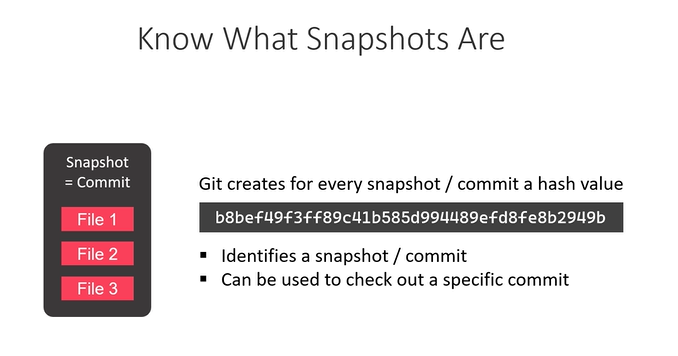 Know What Snapshots Are
Snapshot
= Commit
File 1
File 2
File 3
Git creates for every snapshot / commit a hash value
b8bef49f3ff89c41b585d994489efd8fe8b2949b
▪ Identifies a snapshot / commit
▪ Can be used to check out a specific commit